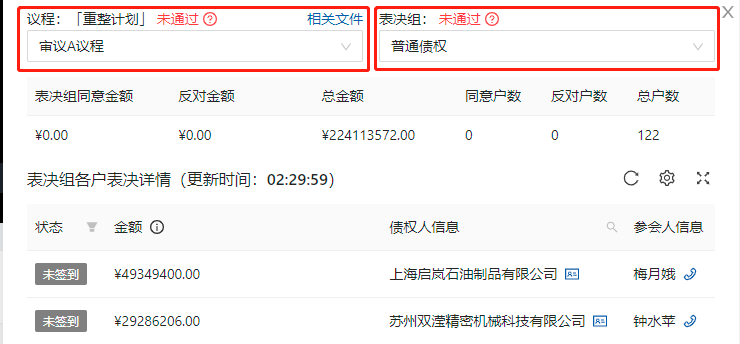 议程：「重整计划」 未通过 相关文件 表决组： 未通过 X
审议A议程 普通债权
表决组同意金额 反对金额 总金额 同意户数 反对户数 总户数
¥0.00 ¥0.00 ¥224113572.00 0 0 122
表决组各户表决详情（更新时间：02:29:59）
状态 金额 债权人信息 参会人信息
未签到 ¥49349400.00 上海启岚石油制品有限公司 梅月娥
未签到 ¥29286206.00 苏州双滢精密机械科技有限公司 钟水苹